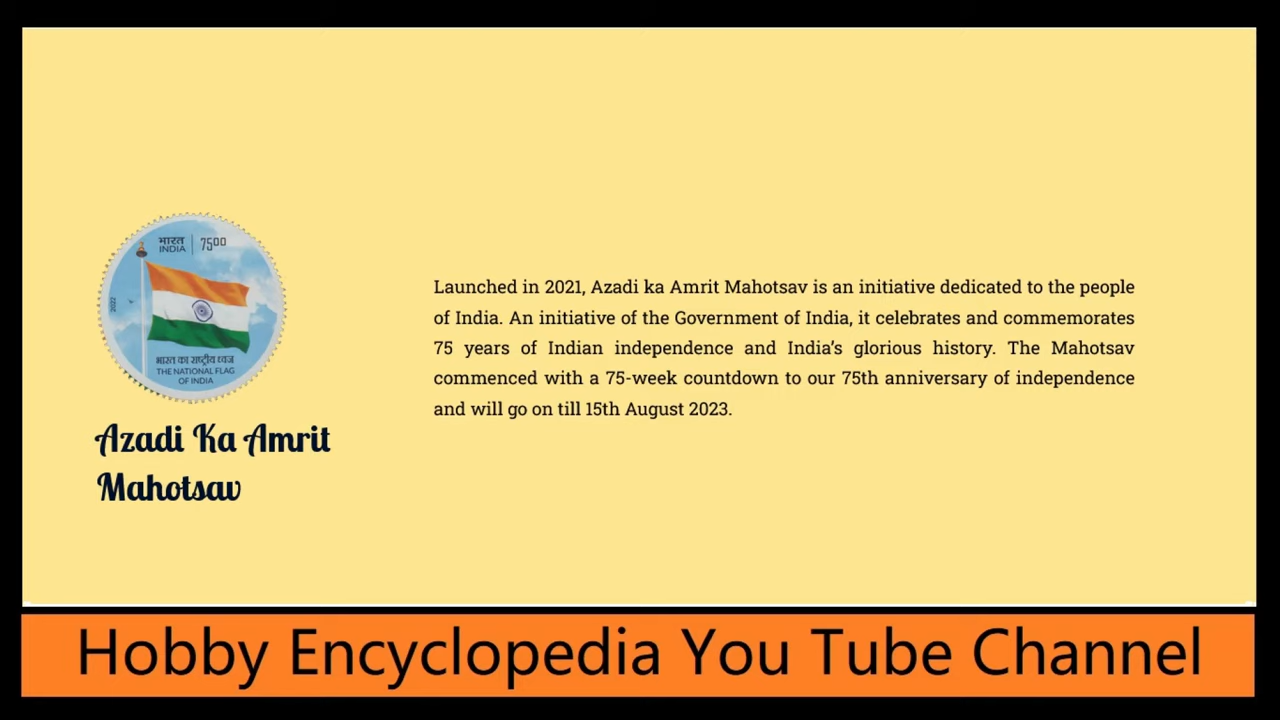 भारत
INDIA
7500
2022
भारत का राष्ट्रीय ध्वज
THE NATIONAL FLAG
OF INDIA
Azadi Ka Amrit
Mahotsav
Launched in 2021, Azadi ka Amrit Mahotsav is an initiative dedicated to the people
of India. An initiative of the Government of India, it celebrates and commemorates
75 years of Indian independence and India’s glorious history. The Mahotsav
commenced with a 75-week countdown to our 75th anniversary of independence
and will go on till 15th August 2023.
Hobby Encyclopedia You Tube Channel